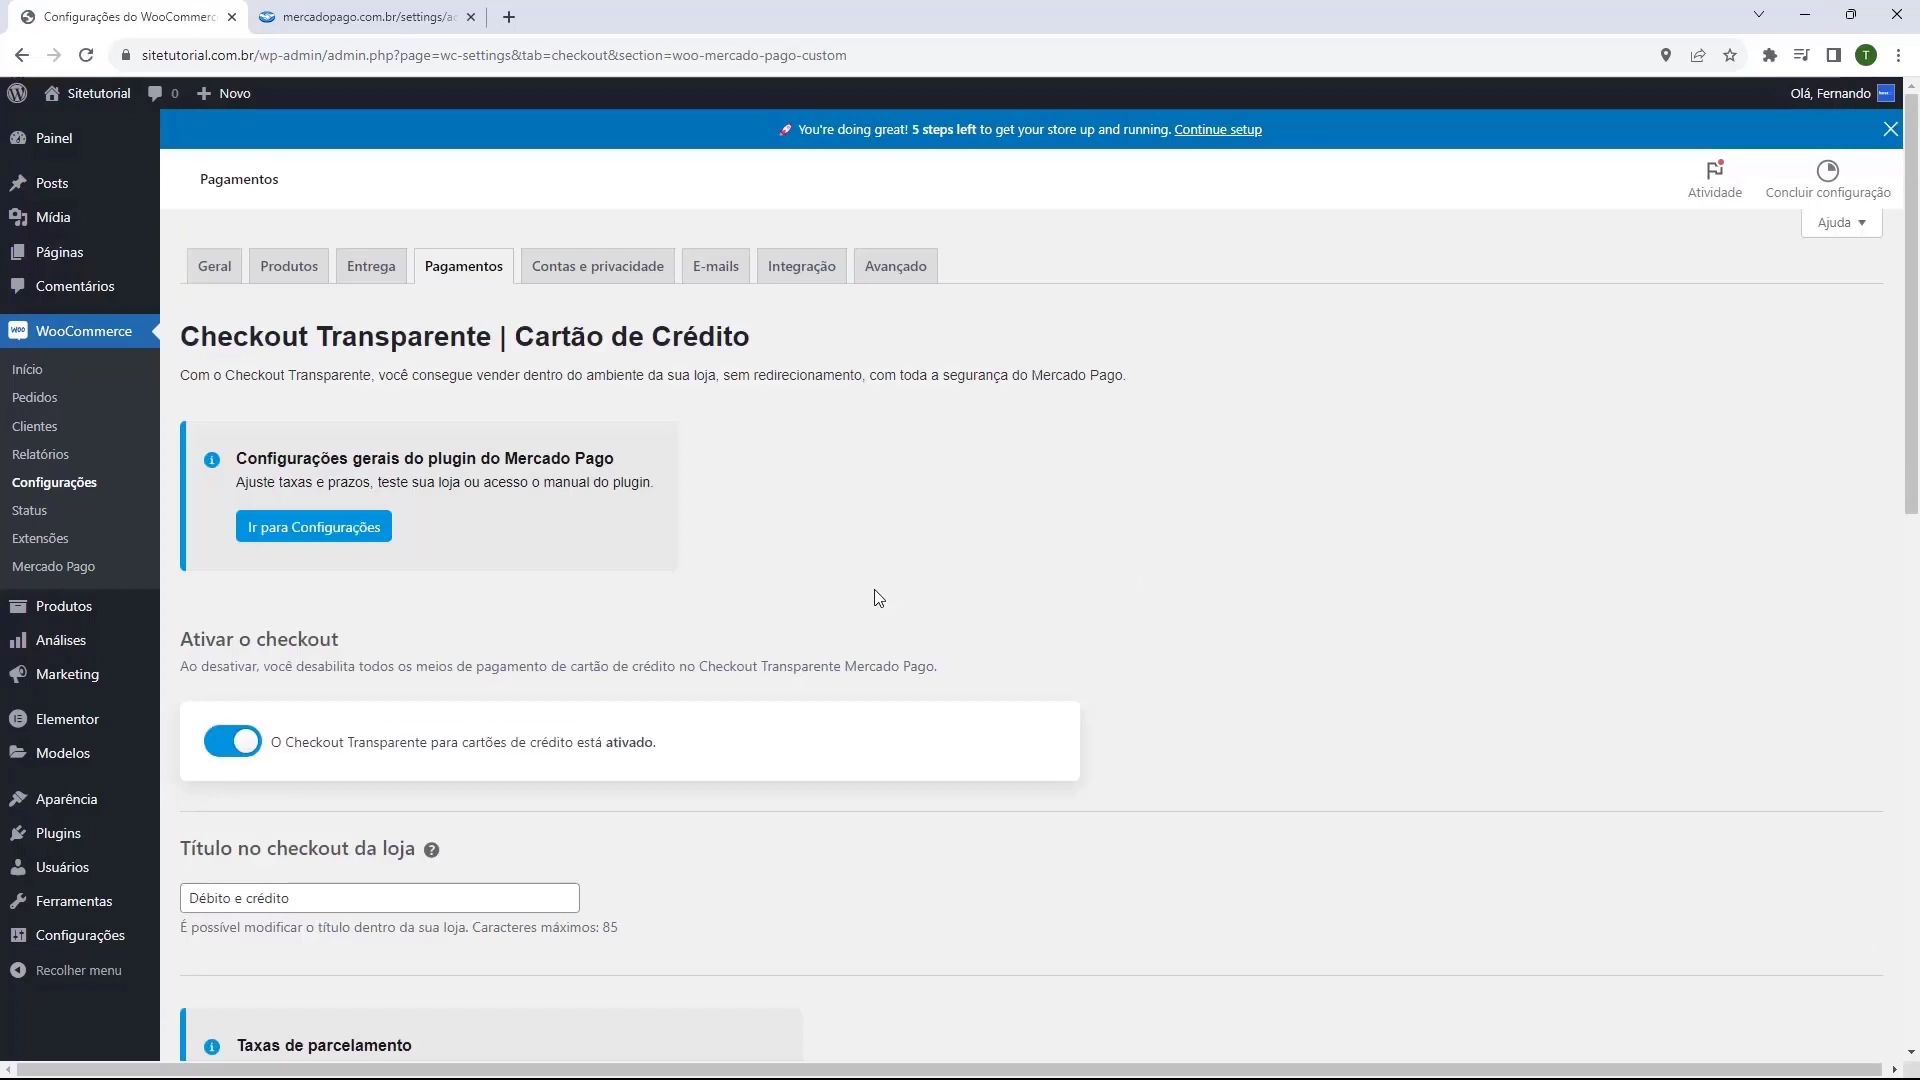 Configurações do WooCommerc
mercadopago.com.br/settings/ac
sitetutorial.com.br/wp-admin/admin.php?page=wc-settings&tab=checkout&section=woo-mercado-pago-custom
T
Sitetutorial
0
Novo
Olá, Fernando
Painel
Posts
Mídia
Páginas
Comentários
WooCommerce
Início
Pedidos
Clientes
Relatórios
Configurações
Status
Extensões
Mercado Pago
Produtos
Análises
Marketing
Elementor
Modelos
Aparência
Plugins
Usuários
Ferramentas
Configurações
Recolher menu
You're doing great! 5 steps left to get your store up and running. Continue setup
Pagamentos
Atividade
Concluir configuração
Ajuda
Geral
Produtos
Entrega
Pagamentos
Contas e privacidade
E-mails
Integração
Avançado
Checkout Transparente | Cartão de Crédito
Com o Checkout Transparente, você consegue vender dentro do ambiente da sua loja, sem redirecionamento, com toda a segurança do Mercado Pago.
Configurações gerais do plugin do Mercado Pago
Ajuste taxas e prazos, teste sua loja ou acesso o manual do plugin.
Ir para Configurações
Ativar o checkout
Ao desativar, você desabilita todos os meios de pagamento de cartão de crédito no Checkout Transparente Mercado Pago.
O Checkout Transparente para cartões de crédito está ativado.
Título no checkout da loja
Débito e crédito
É possível modificar o título dentro da sua loja. Caracteres máximos: 85
Taxas de parcelamento